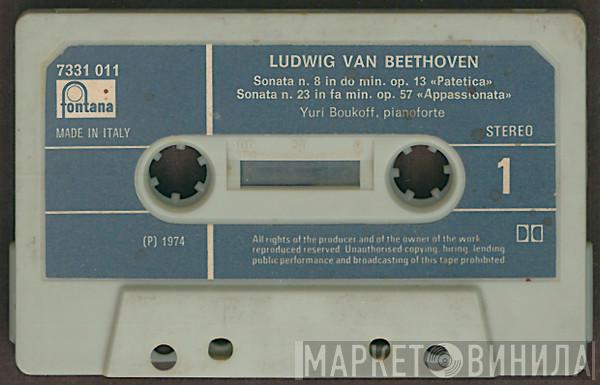 7331 011
fontana
MADE IN ITALY
LUDWIG VAN BEETHOVEN
Sonata n. 8 in do min. op. 13 «Patetica»
Sonata n. 23 in fa min. op. 57 «Appassionata»
Yuri Boukoff, pianoforte
STEREO
1
(P) 1974
All rights of the producer and of the owner of the work
reproduced reserved. Unauthorised copying, hiring, lending
public performance and broadcasting of this tape prohibited
МАРКЕТ ВИНИЛА